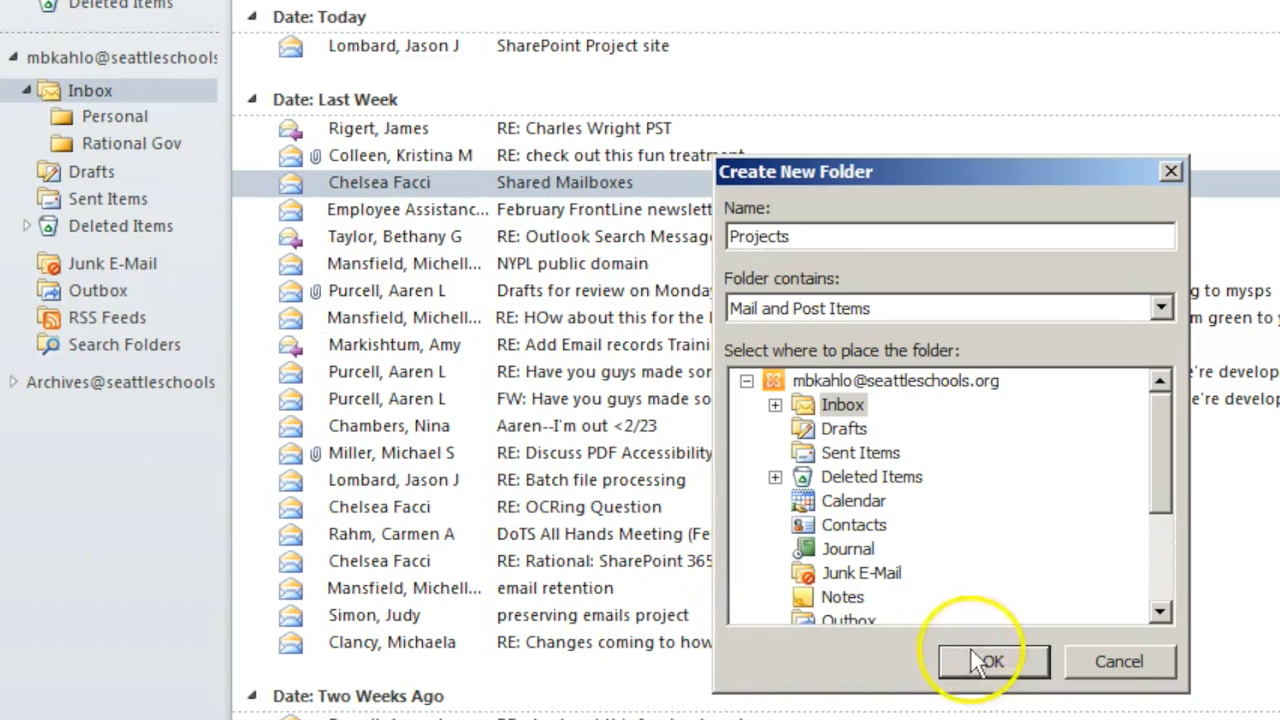 Deleted Items
mbkahlo@seattleschools
Inbox
Personal
Rational Gov
Drafts
Sent Items
Deleted Items
Junk E-Mail
Outbox
RSS Feeds
Search Folders
Archives@seattleschools
Date: Today
Lombard, Jason J SharePoint Project site
Date: Last Week
Rigert, James RE: Charles Wright PST
Colleen, Kristina M RE: check out this fun treatment
Chelsea Facci Shared Mailboxes
Employee Assistanc... February FrontLine newslett
Taylor, Bethany G RE: Outlook Search Messag
Mansfield, Michell... NYPL public domain
Purcell, Aaren L Drafts for review on Monda g to mysps
Mansfield, Michell... RE: HOw about this for the m green to y
Markishtum, Amy RE: Add Email records Traini
Purcell, Aaren L RE: Have you guys made sor 're develop
Purcell, Aaren L FW: Have you guys made so e're develop
Chambers, Nina Aaren--I'm out <2/23
Miller, Michael S RE: Discuss PDF Accessibility
Lombard, Jason J RE: Batch file processing
Chelsea Facci RE: OCRing Question
Rahm, Carmen A DoTS All Hands Meeting (Fe
Chelsea Facci RE: Rational: SharePoint 365
Mansfield, Michell... email retention
Simon, Judy preserving emails project
Clancy, Michaela RE: Changes coming to how
Date: Two Weeks Ago
Create New Folder
Name:
Projects
Folder contains:
Mail and Post Items
Select where to place the folder:
mbkahlo@seattleschools.org
Inbox
Drafts
Sent Items
Deleted Items
Calendar
Contacts
Journal
Junk E-Mail
Notes
Outbox
OK Cancel